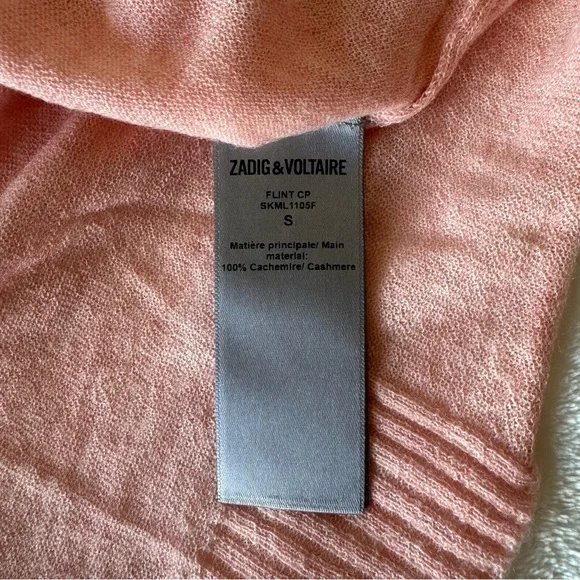 ZADIG & VOLTAIRE
FLINT CP
SKML1105F
S
Matière principale/ Main
material:
100% Cachemire/ Cashmere